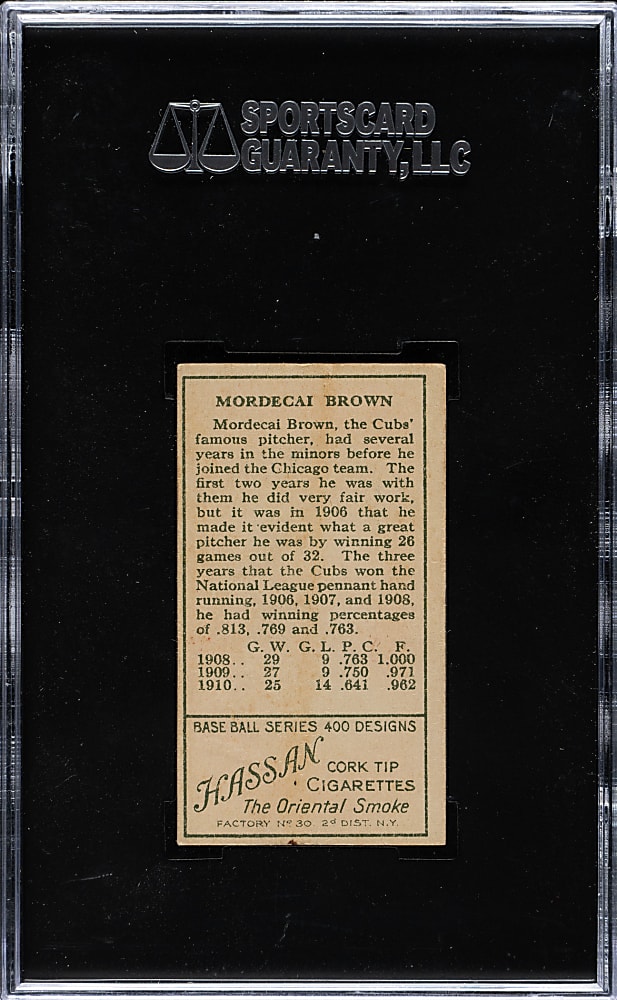 SPORTSCARD
GUARANTY, LLC
MORDECAI BROWN
Mordecai Brown, the Cubs'
famous pitcher, had several
years in the minors before he
joined the Chicago team. The
first two years he was with
them he did very fair work,
but it was in 1906 that he
made it evident what a great
pitcher he was by winning 26
games out of 32. The three
years that the Cubs won the
National League pennant hand
running, 1906, 1907, and 1908,
he had winning percentages
of .813, .769 and .763.
G. W. G. L. P. C. F.
1908.. 29 9 .763 1.000
1909.. 27 9 .750 .971
1910.. 25 14 .641 .962
BASE BALL SERIES 400 DESIGNS
HASSAN
CORK TIP
CIGARETTES
The Oriental Smoke
FACTORY Nº 30 2d DIST. N.Y.